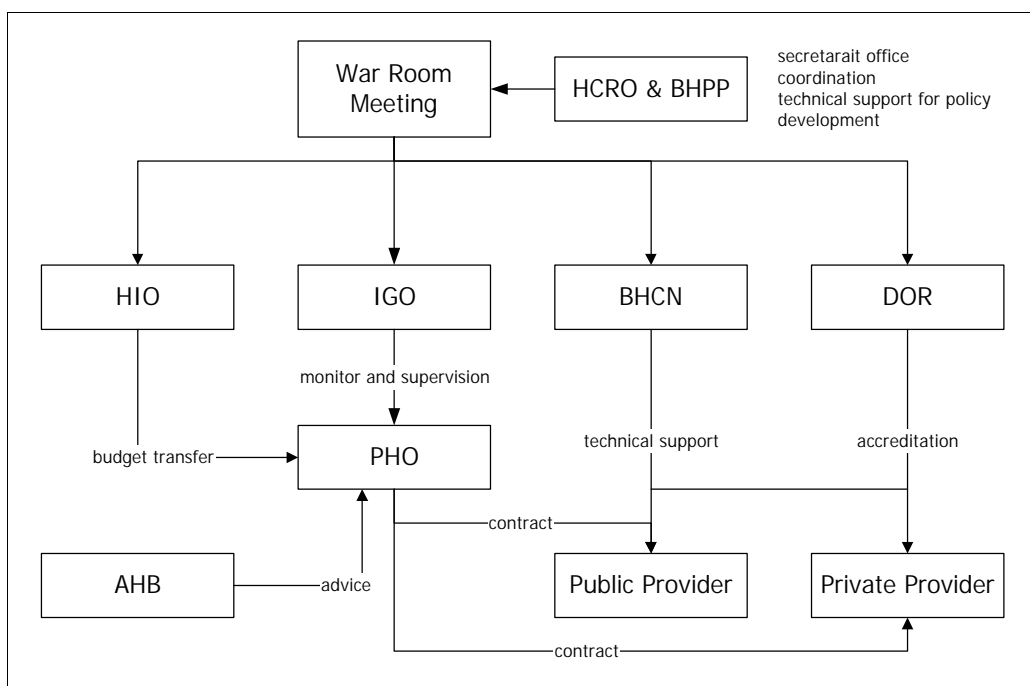 War Room
Meeting
HCRO & BHPP
secretarait office
coordination
technical support for policy
development
HIO
IGO
BHCN
DOR
monitor and supervision
budget transfer
PHO
technical support
accreditation
contract
AHB
advice
Public Provider
Private Provider
contract